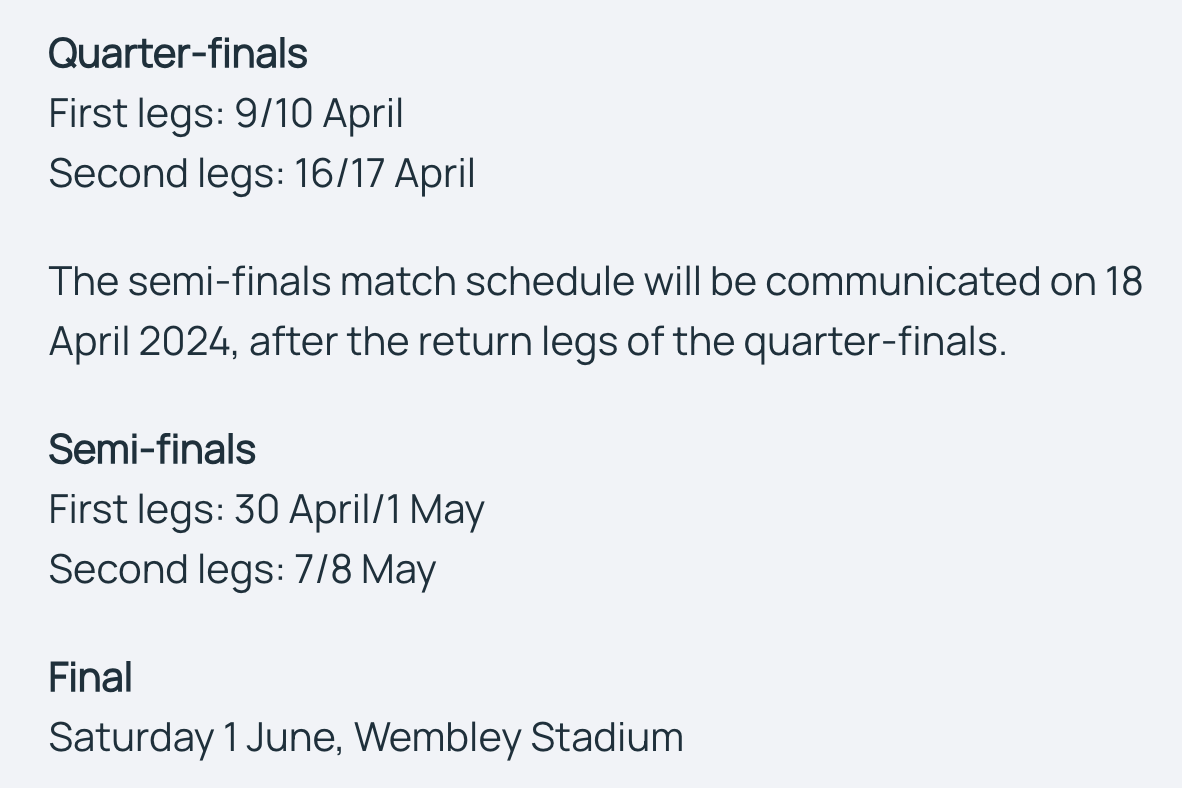 Quarter-finals
First legs: 9/10 April
Second legs: 16/17 April
The semi-finals match schedule will be communicated on 18
April 2024, after the return legs of the quarter-finals.
Semi-finals
First legs: 30 April/1 May
Second legs: 7/8 May
Final
Saturday 1 June, Wembley Stadium